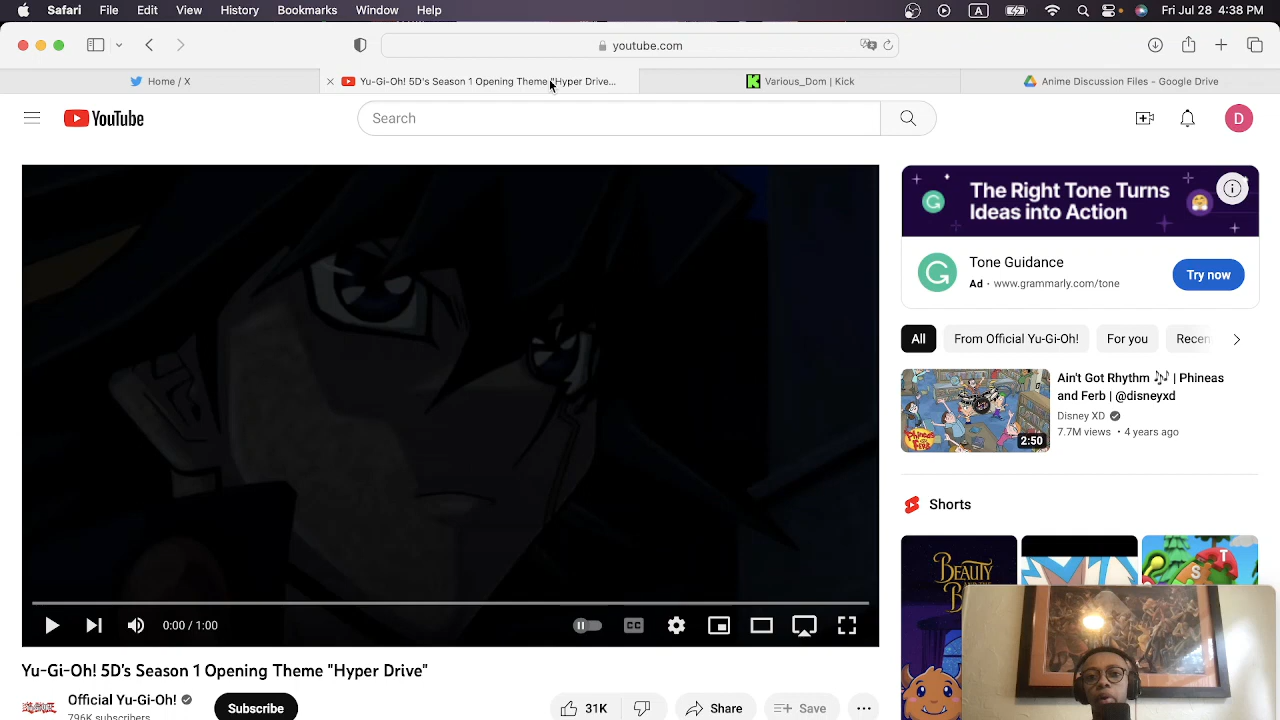 Safari File Edit View History Bookmarks Window Help
A
Fri Jul 28 4:38 PM
youtube.com
Home / X
Yu-Gi-Oh! 5D's Season 1 Opening Theme "Hyper Drive...
Various_Dom | Kick
Anime Discussion Files - Google Drive
YouTube
Search
D
The Right Tone Turns
Ideas into Action
Tone Guidance
Ad · www.grammarly.com/tone
Try now
All
From Official Yu-Gi-Oh!
For you
Recen
Ain't Got Rhythm 🎶 | Phineas
and Ferb | @disneyxd
Disney XD
7.7M views • 4 years ago
2:50
Shorts
BEAUTY
0:00 / 1:00
CC
Yu-Gi-Oh! 5D's Season 1 Opening Theme "Hyper Drive"
Official Yu-Gi-Oh!
796K subscribers
Subscribe
31K
Share
Save